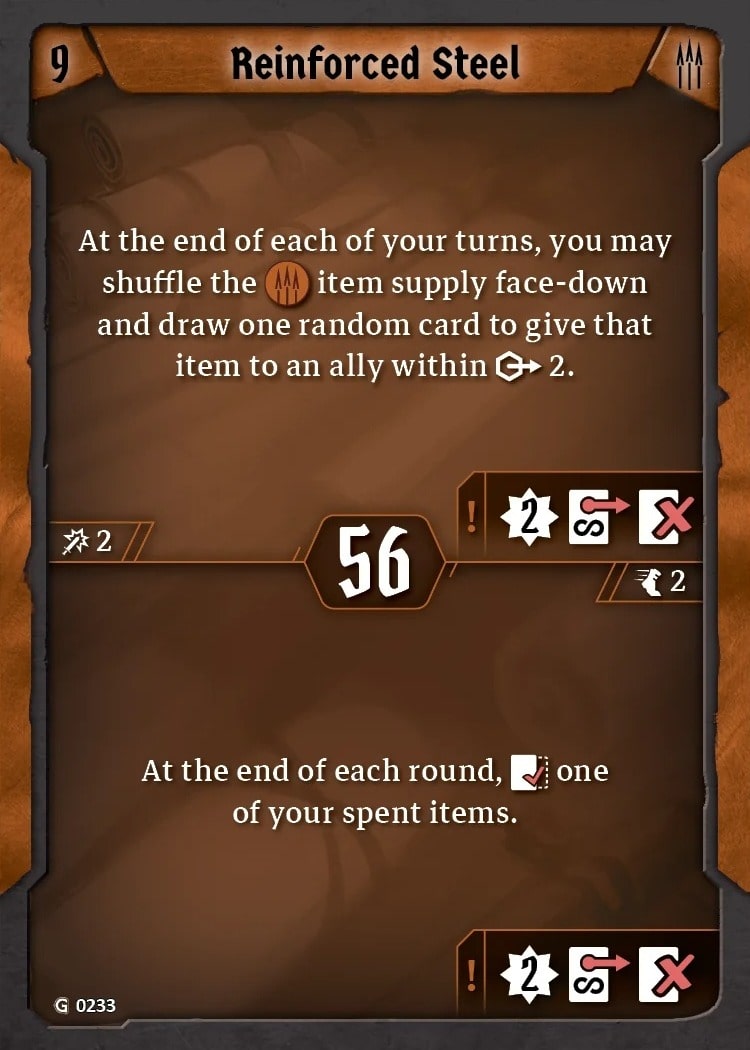 9
Reinforced Steel
At the end of each of your turns, you may
shuffle the item supply face-down
and draw one random card to give that
item to an ally within 2.
! 2
2
56
2
At the end of each round, one
of your spent items.
! 2
G 0233